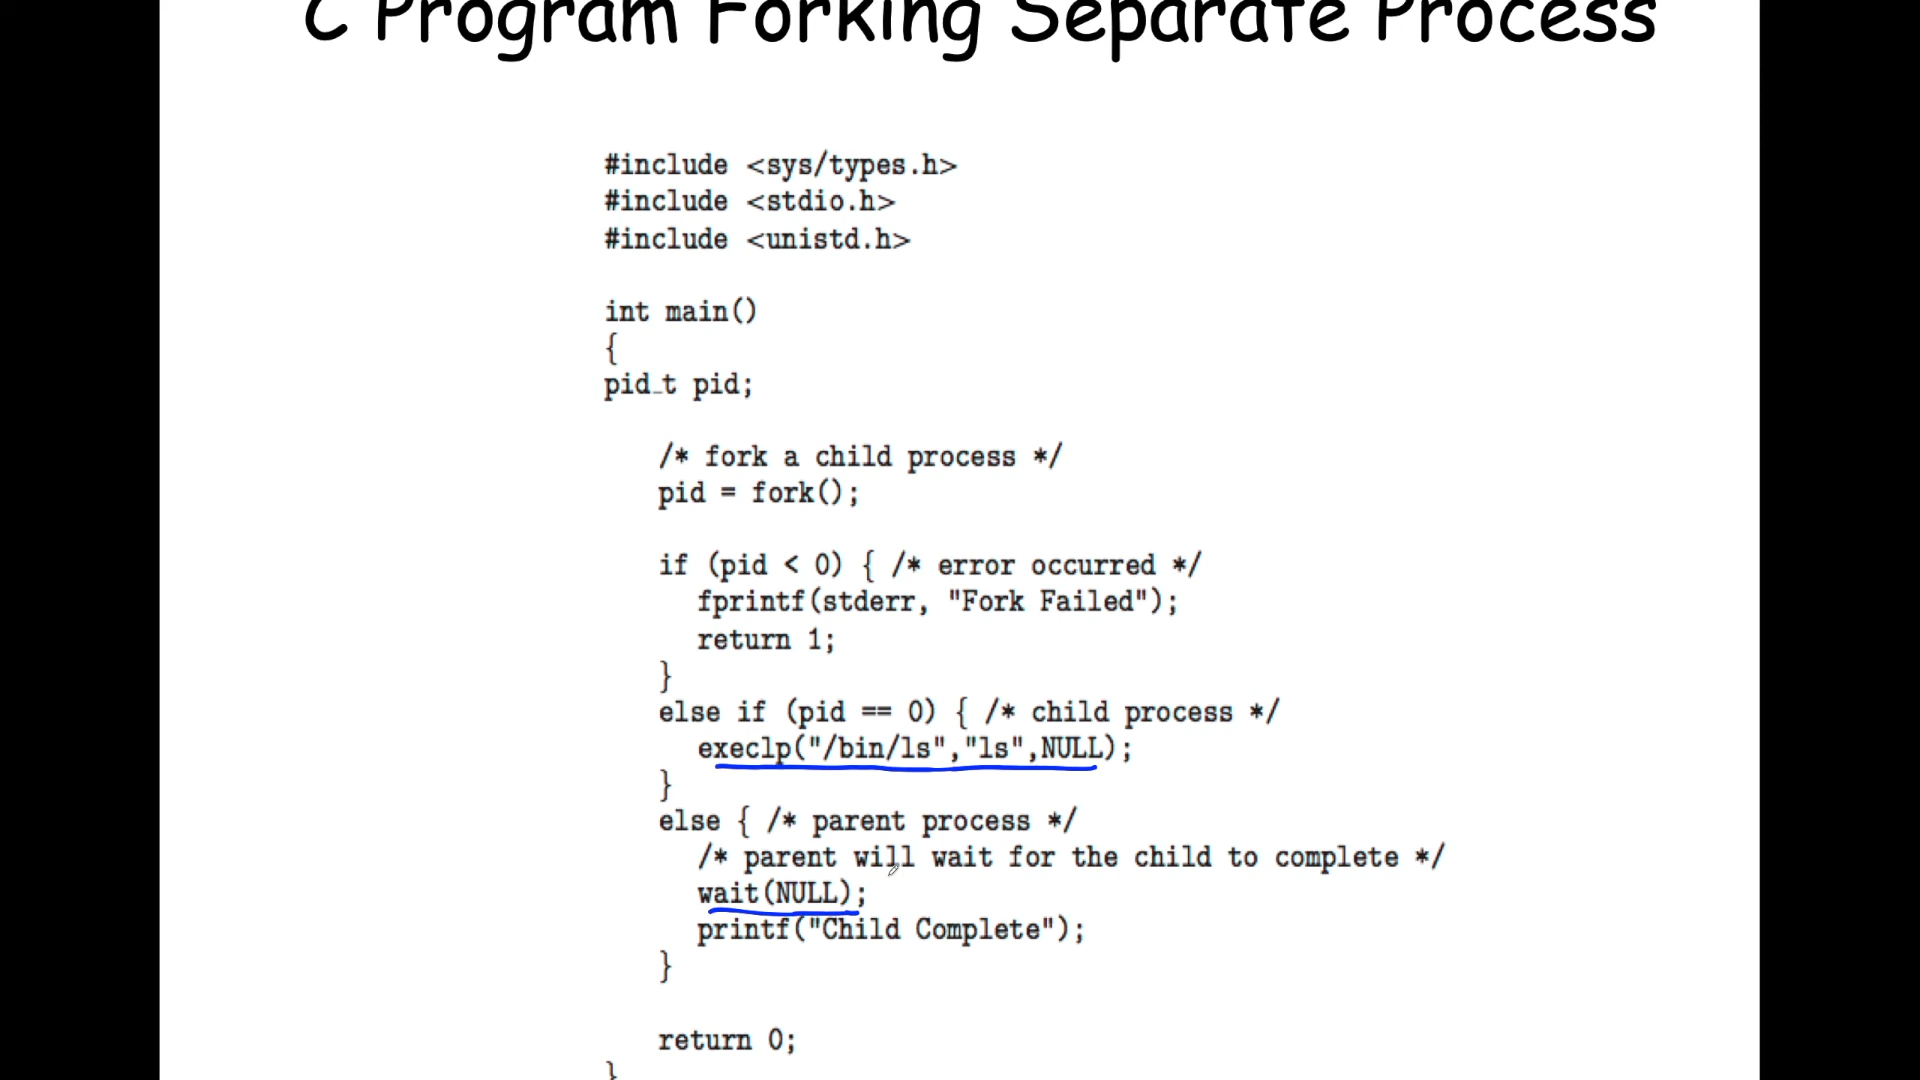 C Program Forking Separate Process
#include <sys/types.h>
#include <stdio.h>
#include <unistd.h>
int main()
{
pid_t pid;
/* fork a child process */
pid = fork();
if (pid < 0) { /* error occurred */
fprintf(stderr, "Fork Failed");
return 1;
}
else if (pid == 0) { /* child process */
execlp("/bin/ls","ls",NULL);
}
else { /* parent process */
/* parent will wait for the child to complete */
wait(NULL);
printf("Child Complete");
}
return 0;
}